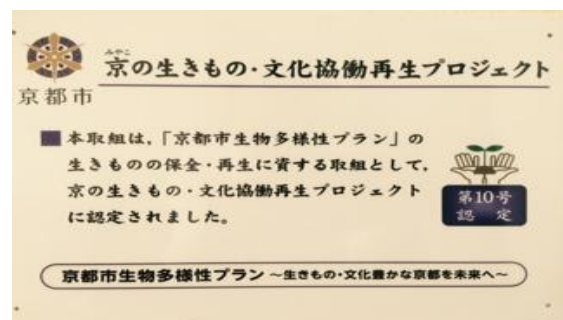 みやこ
京の生きもの・文化協働再生プロジェクト
京都市
本取組は,「京都市生物多様性プラン」の
生きものの保全・再生に資する取組として,
京の生きもの・文化協働再生プロジェクト
に認定されました。
第10号
認 定
京都市生物多様性プラン ~生きもの・文化豊かな京都を未来へ~